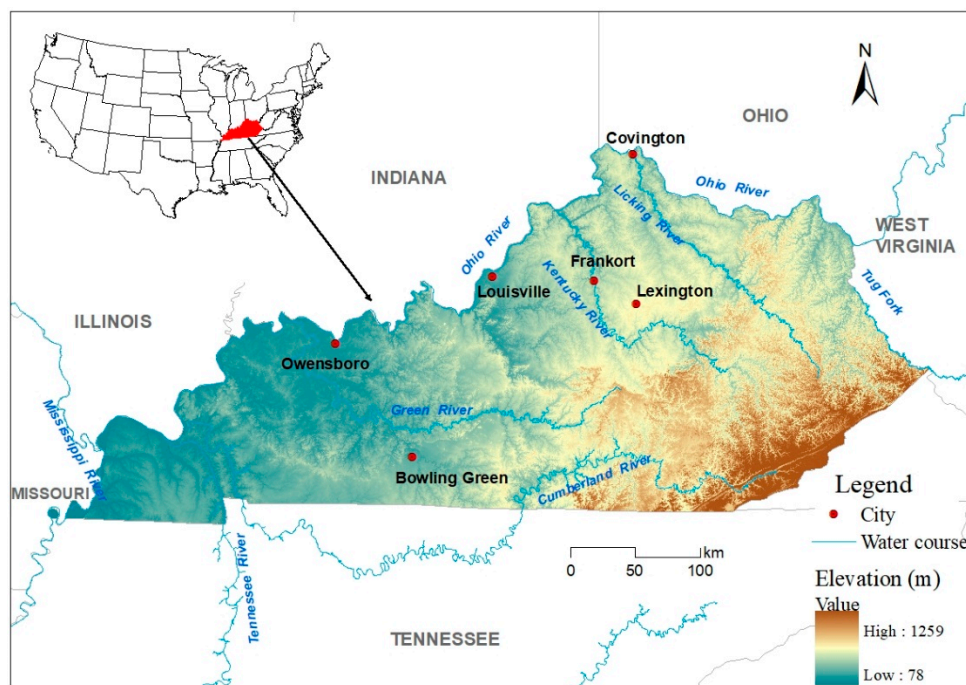 N
OHIO
Covington
INDIANA
Ohio River
Licking River
WEST
VIRGINIA
Ohio River
Frankort
Tug Fork
Louisville
Kentucky River
Lexington
ILLINOIS
Owensboro
Green River
Mississippi River
Bowling Green
Cumberland River
MISSOURI
Legend
City
Water course
km
0 50 100
Tennessee River
Elevation (m)
Value
High : 1259
Low : 78
TENNESSEE